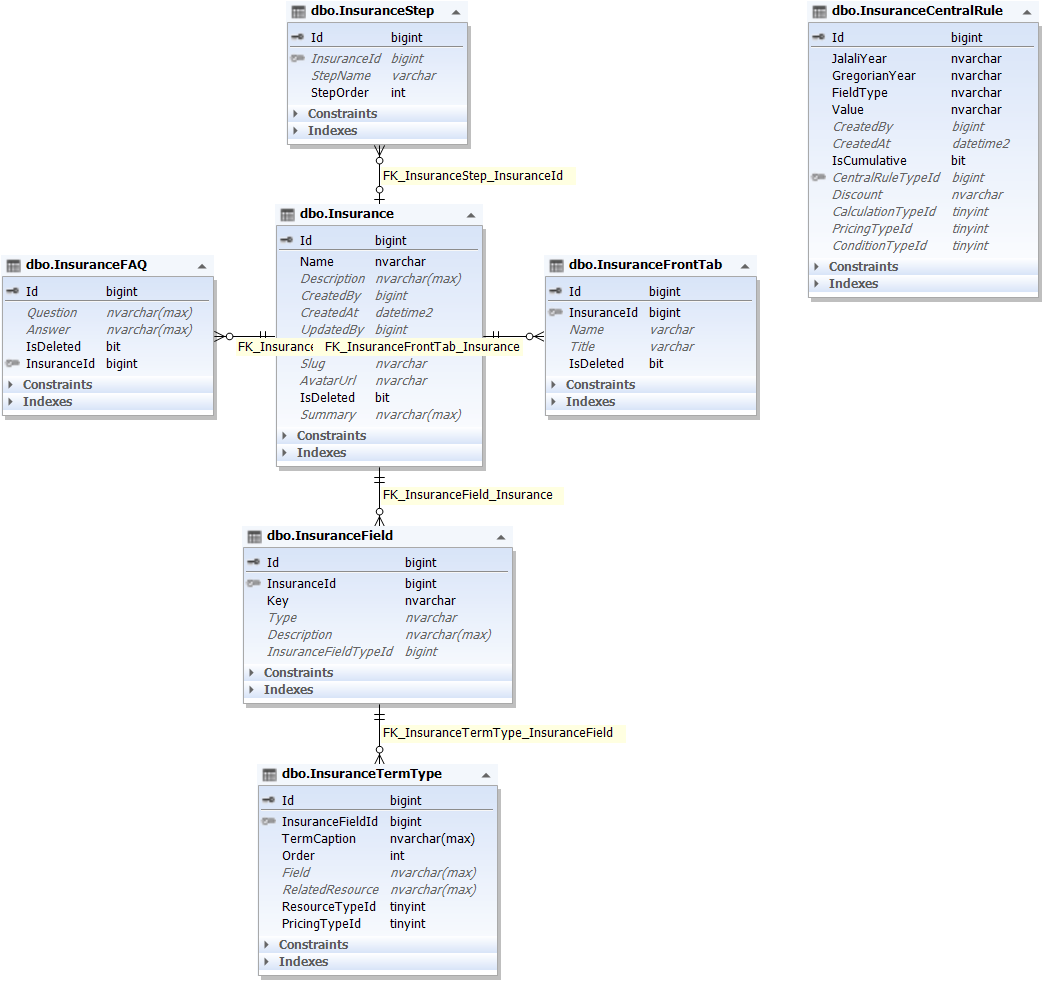 dbo.InsuranceStep
Id bigint
InsuranceId bigint
StepName varchar
StepOrder int
Constraints
Indexes
FK_InsuranceStep_InsuranceId
dbo.InsuranceCentralRule
Id bigint
JalaliYear nvarchar
GregorianYear nvarchar
FieldType nvarchar
Value nvarchar
CreatedBy bigint
CreatedAt datetime2
IsCumulative bit
CentralRuleTypeId bigint
Discount nvarchar
CalculationTypeId tinyint
PricingTypeId tinyint
ConditionTypeId tinyint
Constraints
Indexes
dbo.InsuranceFAQ
Id bigint
Question nvarchar(max)
Answer nvarchar(max)
IsDeleted bit
InsuranceId bigint
Constraints
Indexes
dbo.Insurance
Id bigint
Name nvarchar
Description nvarchar(max)
CreatedBy bigint
CreatedAt datetime2
UpdatedBy bigint
FK_Insurance
FK_InsuranceFrontTab_Insurance
Slug nvarchar
AvatarUrl nvarchar
IsDeleted bit
Summary nvarchar(max)
Constraints
Indexes
dbo.InsuranceFrontTab
Id bigint
InsuranceId bigint
Name varchar
Title varchar
IsDeleted bit
Constraints
Indexes
FK_InsuranceField_Insurance
dbo.InsuranceField
Id bigint
InsuranceId bigint
Key nvarchar
Type nvarchar
Description nvarchar(max)
InsuranceFieldTypeId bigint
Constraints
Indexes
FK_InsuranceTermType_InsuranceField
dbo.InsuranceTermType
Id bigint
InsuranceFieldId bigint
TermCaption nvarchar(max)
Order int
Field nvarchar(max)
RelatedResource nvarchar(max)
ResourceTypeId tinyint
PricingTypeId tinyint
Constraints
Indexes